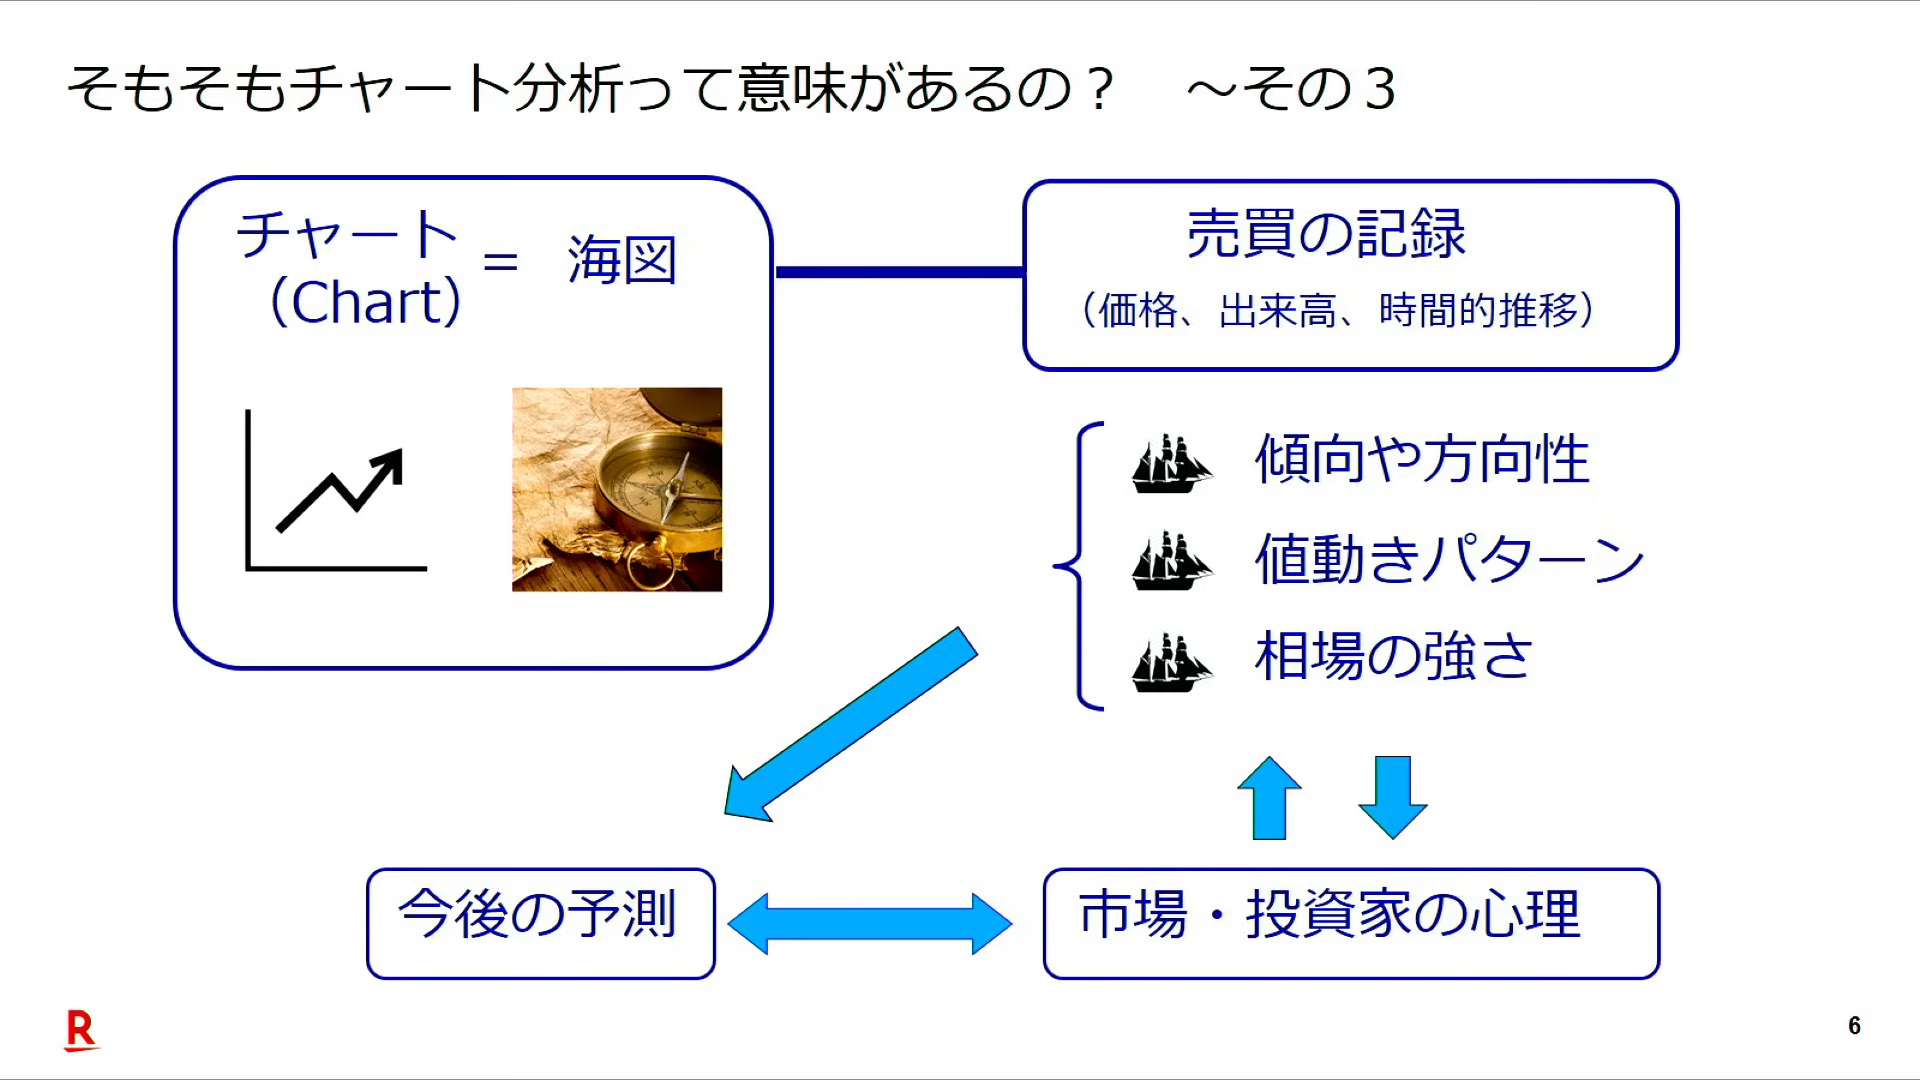 そもそもチャート分析って意味があるの？　～その３
チャート
（Chart）
＝　海図
売買の記録
（価格、出来高、時間的推移）
傾向や方向性
値動きパターン
相場の強さ
今後の予測
市場・投資家の心理
R
6